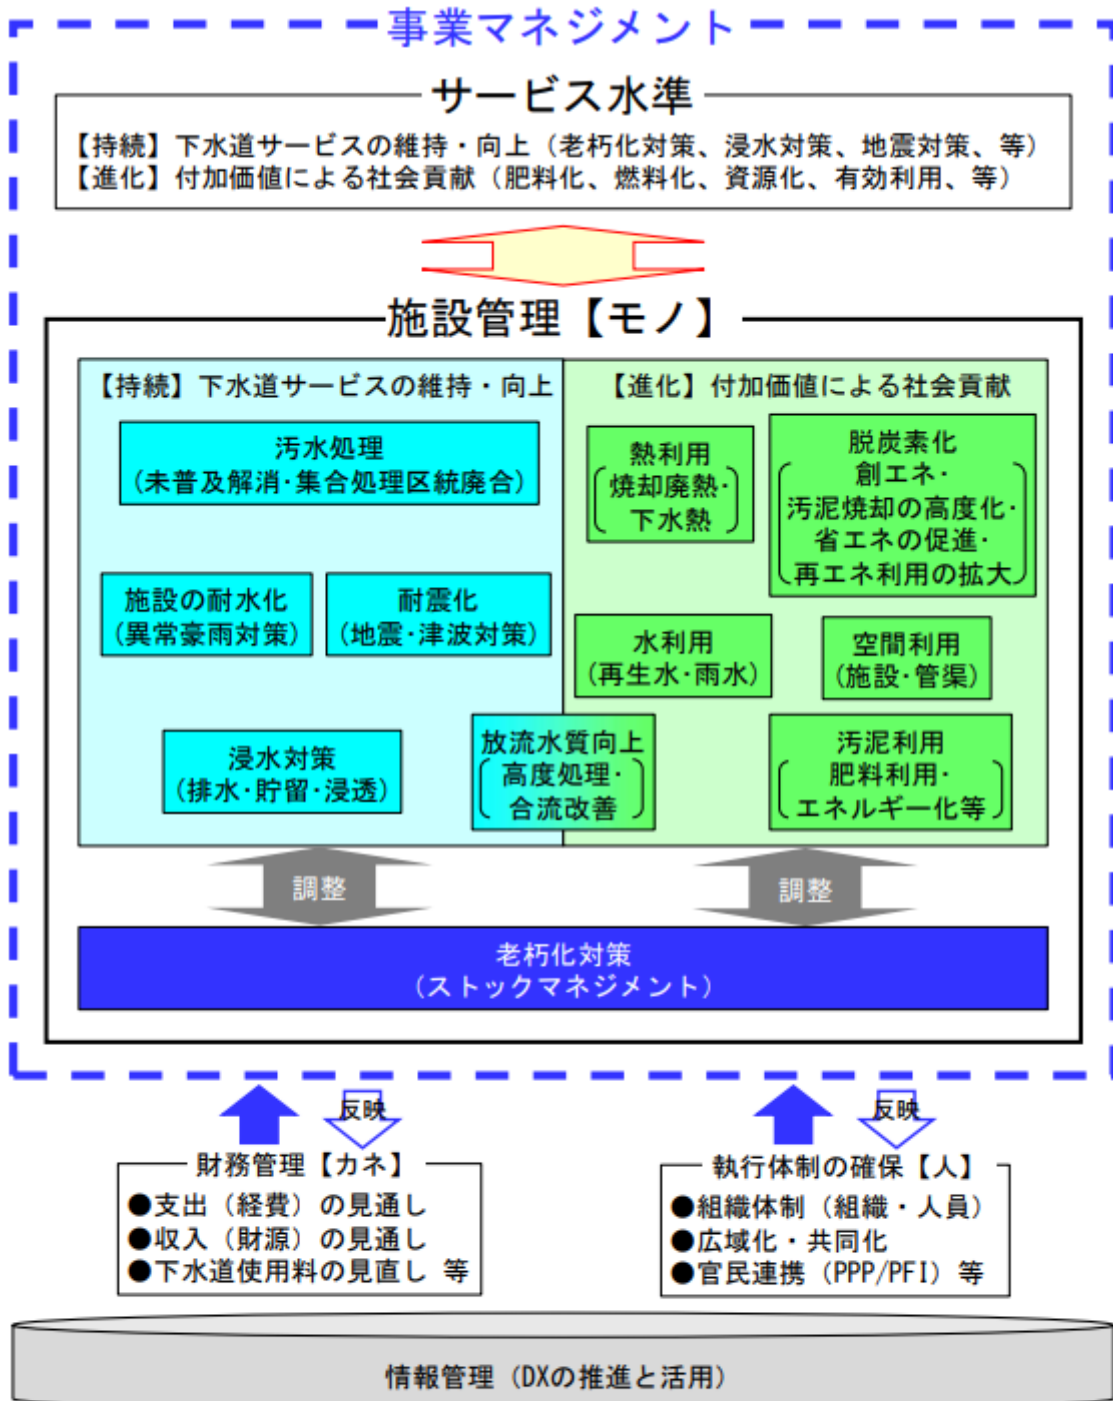 事業マネジメント
サービス水準
【持続】下水道サービスの維持・向上（老朽化対策、浸水対策、地震対策、等）
【進化】付加価値による社会貢献（肥料化、燃料化、資源化、有効利用、等）
施設管理【モノ】
【持続】下水道サービスの維持・向上
汚水処理
(未普及解消・集合処理区統廃合)
施設の耐水化
(異常豪雨対策)
耐震化
(地震・津波対策)
浸水対策
(排水・貯留・浸透)
放流水質向上
高度処理・
合流改善
【進化】付加価値による社会貢献
熱利用
焼却廃熱・
下水熱
脱炭素化
創エネ・
汚泥焼却の高度化・
省エネの促進・
再エネ利用の拡大
水利用
(再生水・雨水)
空間利用
(施設・管渠)
汚泥利用
肥料利用・
エネルギー化等
調整
調整
老朽化対策
（ストックマネジメント）
反映
反映
財務管理【カネ】
●支出（経費）の見通し
●収入（財源）の見通し
●下水道使用料の見直し 等
執行体制の確保【人】
●組織体制（組織・人員）
●広域化・共同化
●官民連携（PPP/PFI）等
情報管理（DXの推進と活用）